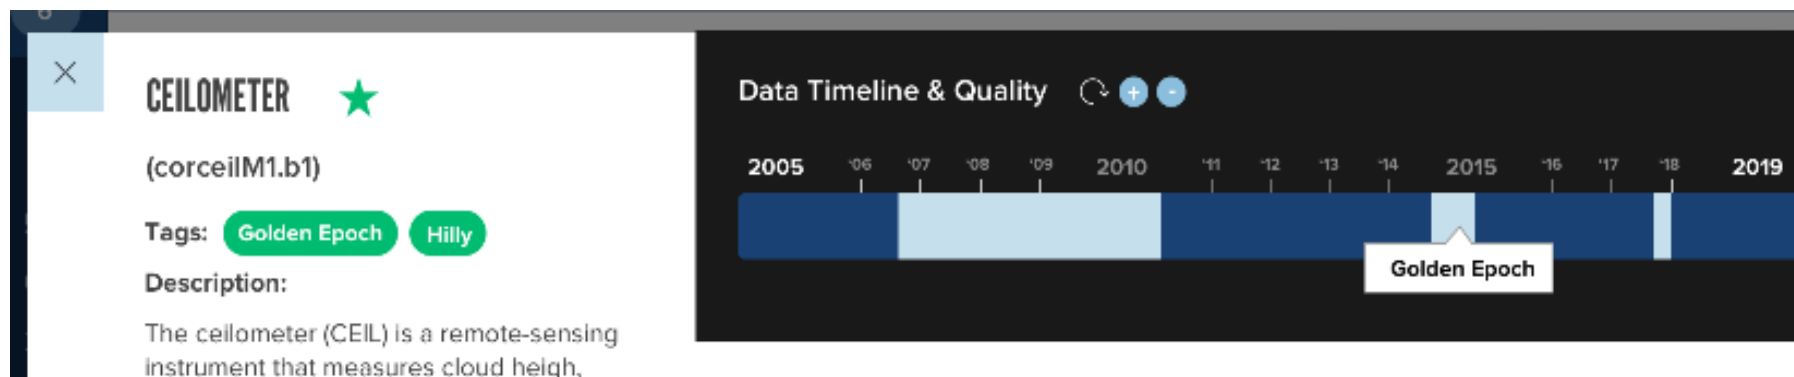 CEILOMETER
(corceilM1.b1)
Tags: Golden Epoch Hilly
Description:
The ceilometer (CEIL) is a remote-sensing
instrument that measures cloud heigh,
Data Timeline & Quality + -
2005 '06 '07 '08 '09 2010 '11 '12 '13 '14 2015 '16 '17 '18 2019
Golden Epoch